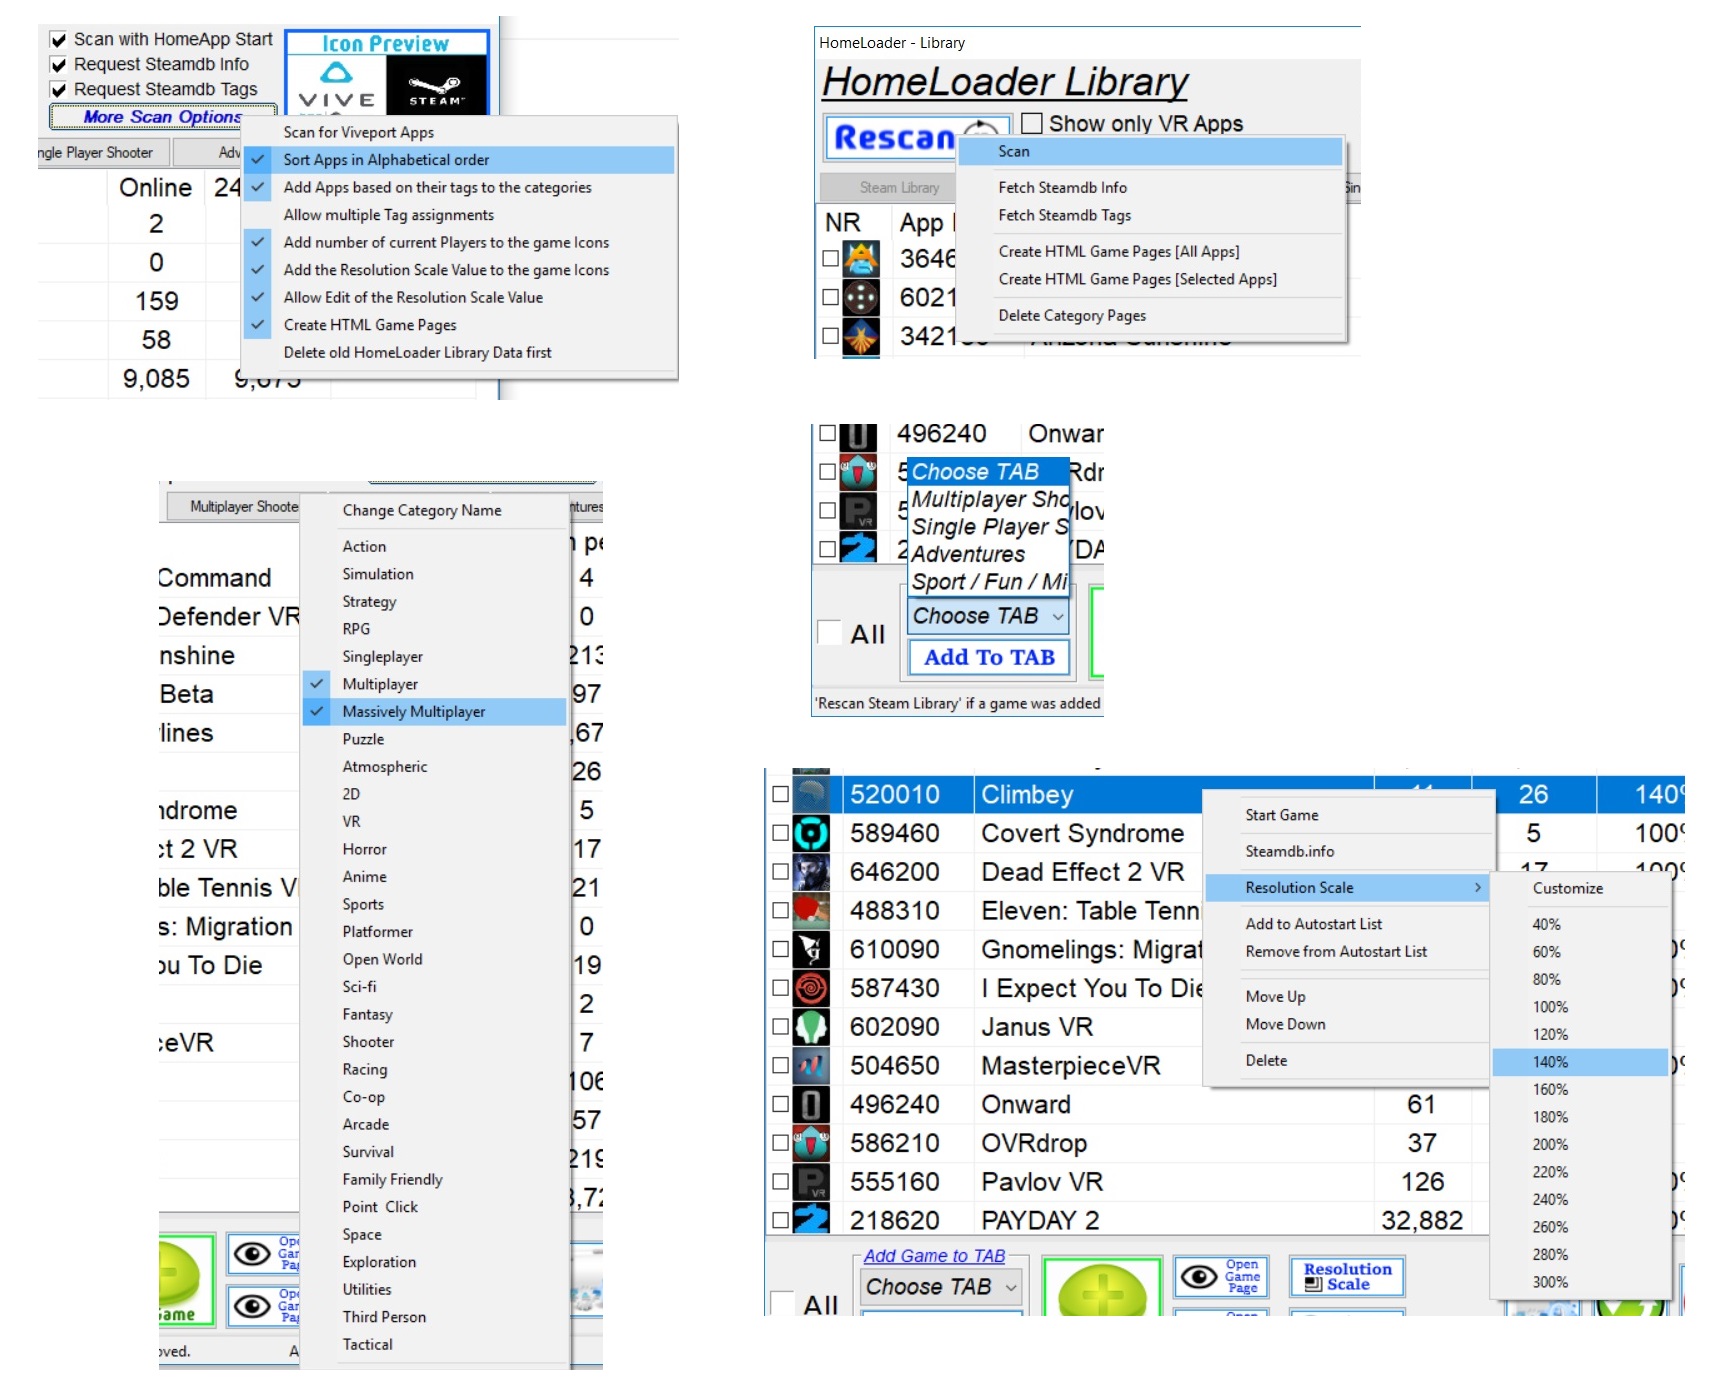 Scan with HomeApp Start
Request Steamdb Info
Request Steamdb Tags
More Scan Options
Icon Preview
VIVE
STEAM
Scan for Viveport Apps
Sort Apps in Alphabetical order
Add Apps based on their tags to the categories
Allow multiple Tag assignments
Add number of current Players to the game Icons
Add the Resolution Scale Value to the game Icons
Allow Edit of the Resolution Scale Value
Create HTML Game Pages
Delete old HomeLoader Library Data first
ngle Player Shooter Adv
Online 24
2
0
159
58
9,085
HomeLoader - Library
HomeLoader Library
Rescan
Show only VR Apps
Steam Library
NR App
3646
6021
3421
Scan
Fetch Steamdb Info
Fetch Steamdb Tags
Create HTML Game Pages [All Apps]
Create HTML Game Pages [Selected Apps]
Delete Category Pages
Multiplayer Shoote
ntures
Command 4
Defender VR 0
nshine 213
Beta 97
lines ,67
26
ndrome 5
ct 2 VR 17
ble Tennis V 21
s: Migration 0
ou To Die 19
2
ceVR 7
106
57
219
3,72
Change Category Name
Action
Simulation
Strategy
RPG
Singleplayer
Multiplayer
Massively Multiplayer
Puzzle
Atmospheric
2D
VR
Horror
Anime
Sports
Platformer
Open World
Sci-fi
Fantasy
Shooter
Racing
Co-op
Arcade
Survival
Family Friendly
Point Click
Space
Exploration
Utilities
Third Person
Tactical
ame
oved. A
496240 Onwar
5 Rdr
5 vlov
2 DA
Choose TAB
Multiplayer Sho
Single Player S
Adventures
Sport / Fun / Mi
Choose TAB
All
Add To TAB
'Rescan Steam Library' if a game was added
520010 Climbey 26 140%
589460 Covert Syndrome 5 100%
646200 Dead Effect 2 VR 17 100%
488310 Eleven: Table Tenn
610090 Gnomelings: Migrat
587430 I Expect You To Die
602090 Janus VR
504650 MasterpieceVR
496240 Onward 61
586210 OVRdrop 37
555160 Pavlov VR 126
218620 PAYDAY 2 32,882
Start Game
Steamdb.info
Resolution Scale
Add to Autostart List
Remove from Autostart List
Move Up
Move Down
Delete
Customize
40%
60%
80%
100%
120%
140%
160%
180%
200%
220%
240%
260%
280%
300%
Add Game to TAB
Choose TAB
All
Open
Game
Page
Resolution
Scale